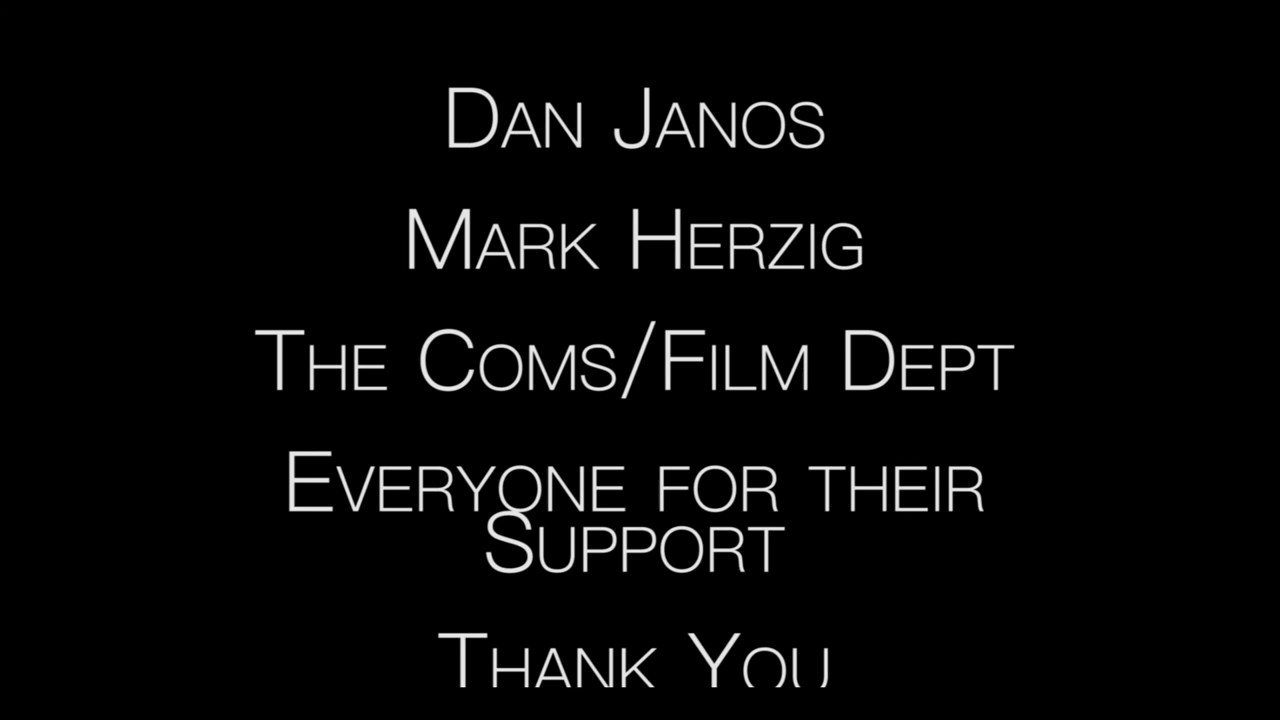 Dan Janos
Mark Herzig
The Coms/Film Dept
Everyone for their
Support
Thank You